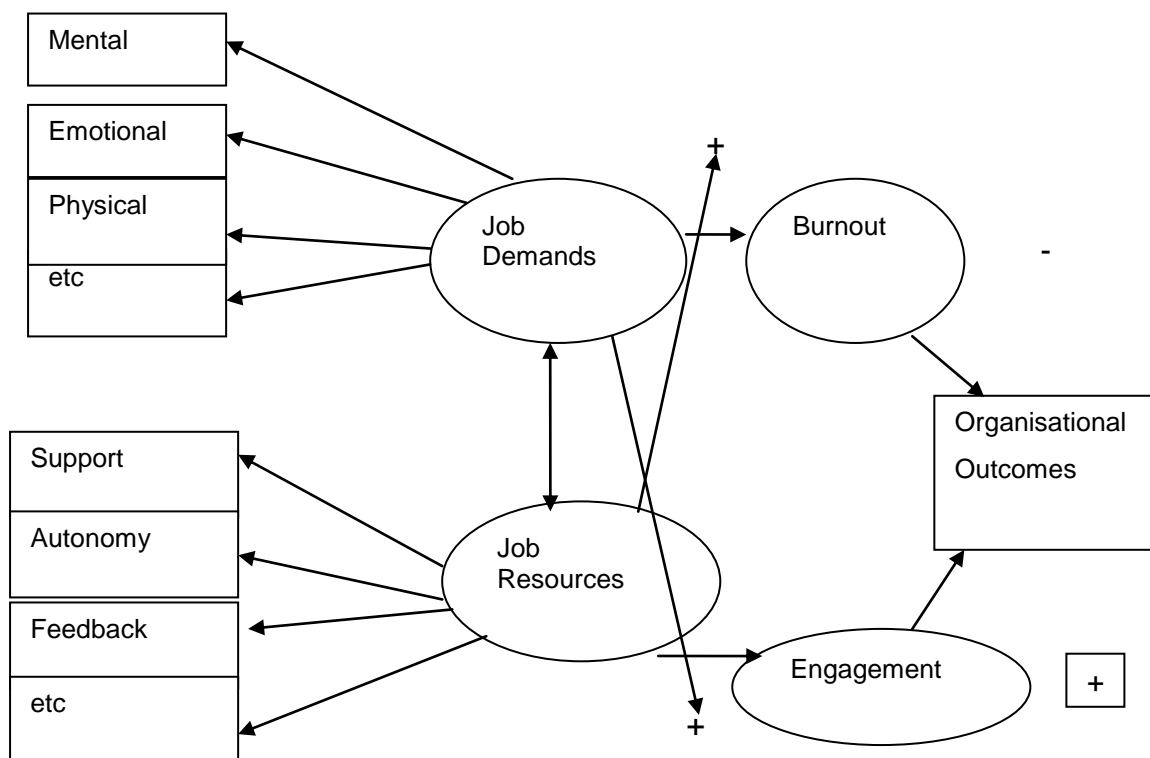 Mental
Emotional
Physical
etc
Job
Demands
+
Burnout
-
Support
Autonomy
Feedback
etc
Job
Resources
+
Engagement
+
Organisational
Outcomes